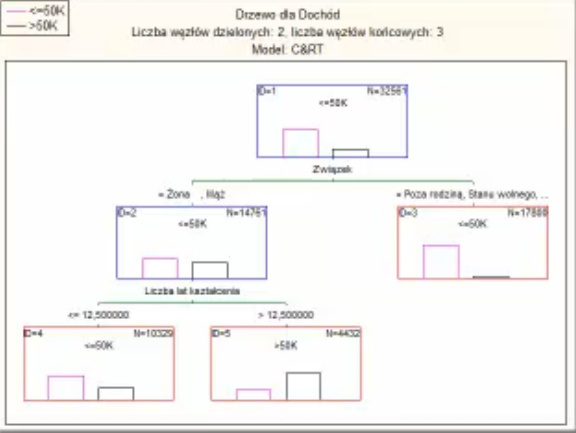 <=50K
>50K
Drzewo dla Dochód
Liczba węzłów dzielonych: 2, liczba węzłów końcowych: 3
Model: C&RT
ID=1 N=32561
<=50K
Związek
= Żona , Mąż
= Poza rodziną, Stanu wolnego, ...
ID=2 N=14761
<=50K
ID=3 N=17800
<=50K
Liczba lat kształcenia
<= 12,500000
> 12,500000
ID=4 N=10329
<=50K
ID=5 N=4432
>50K